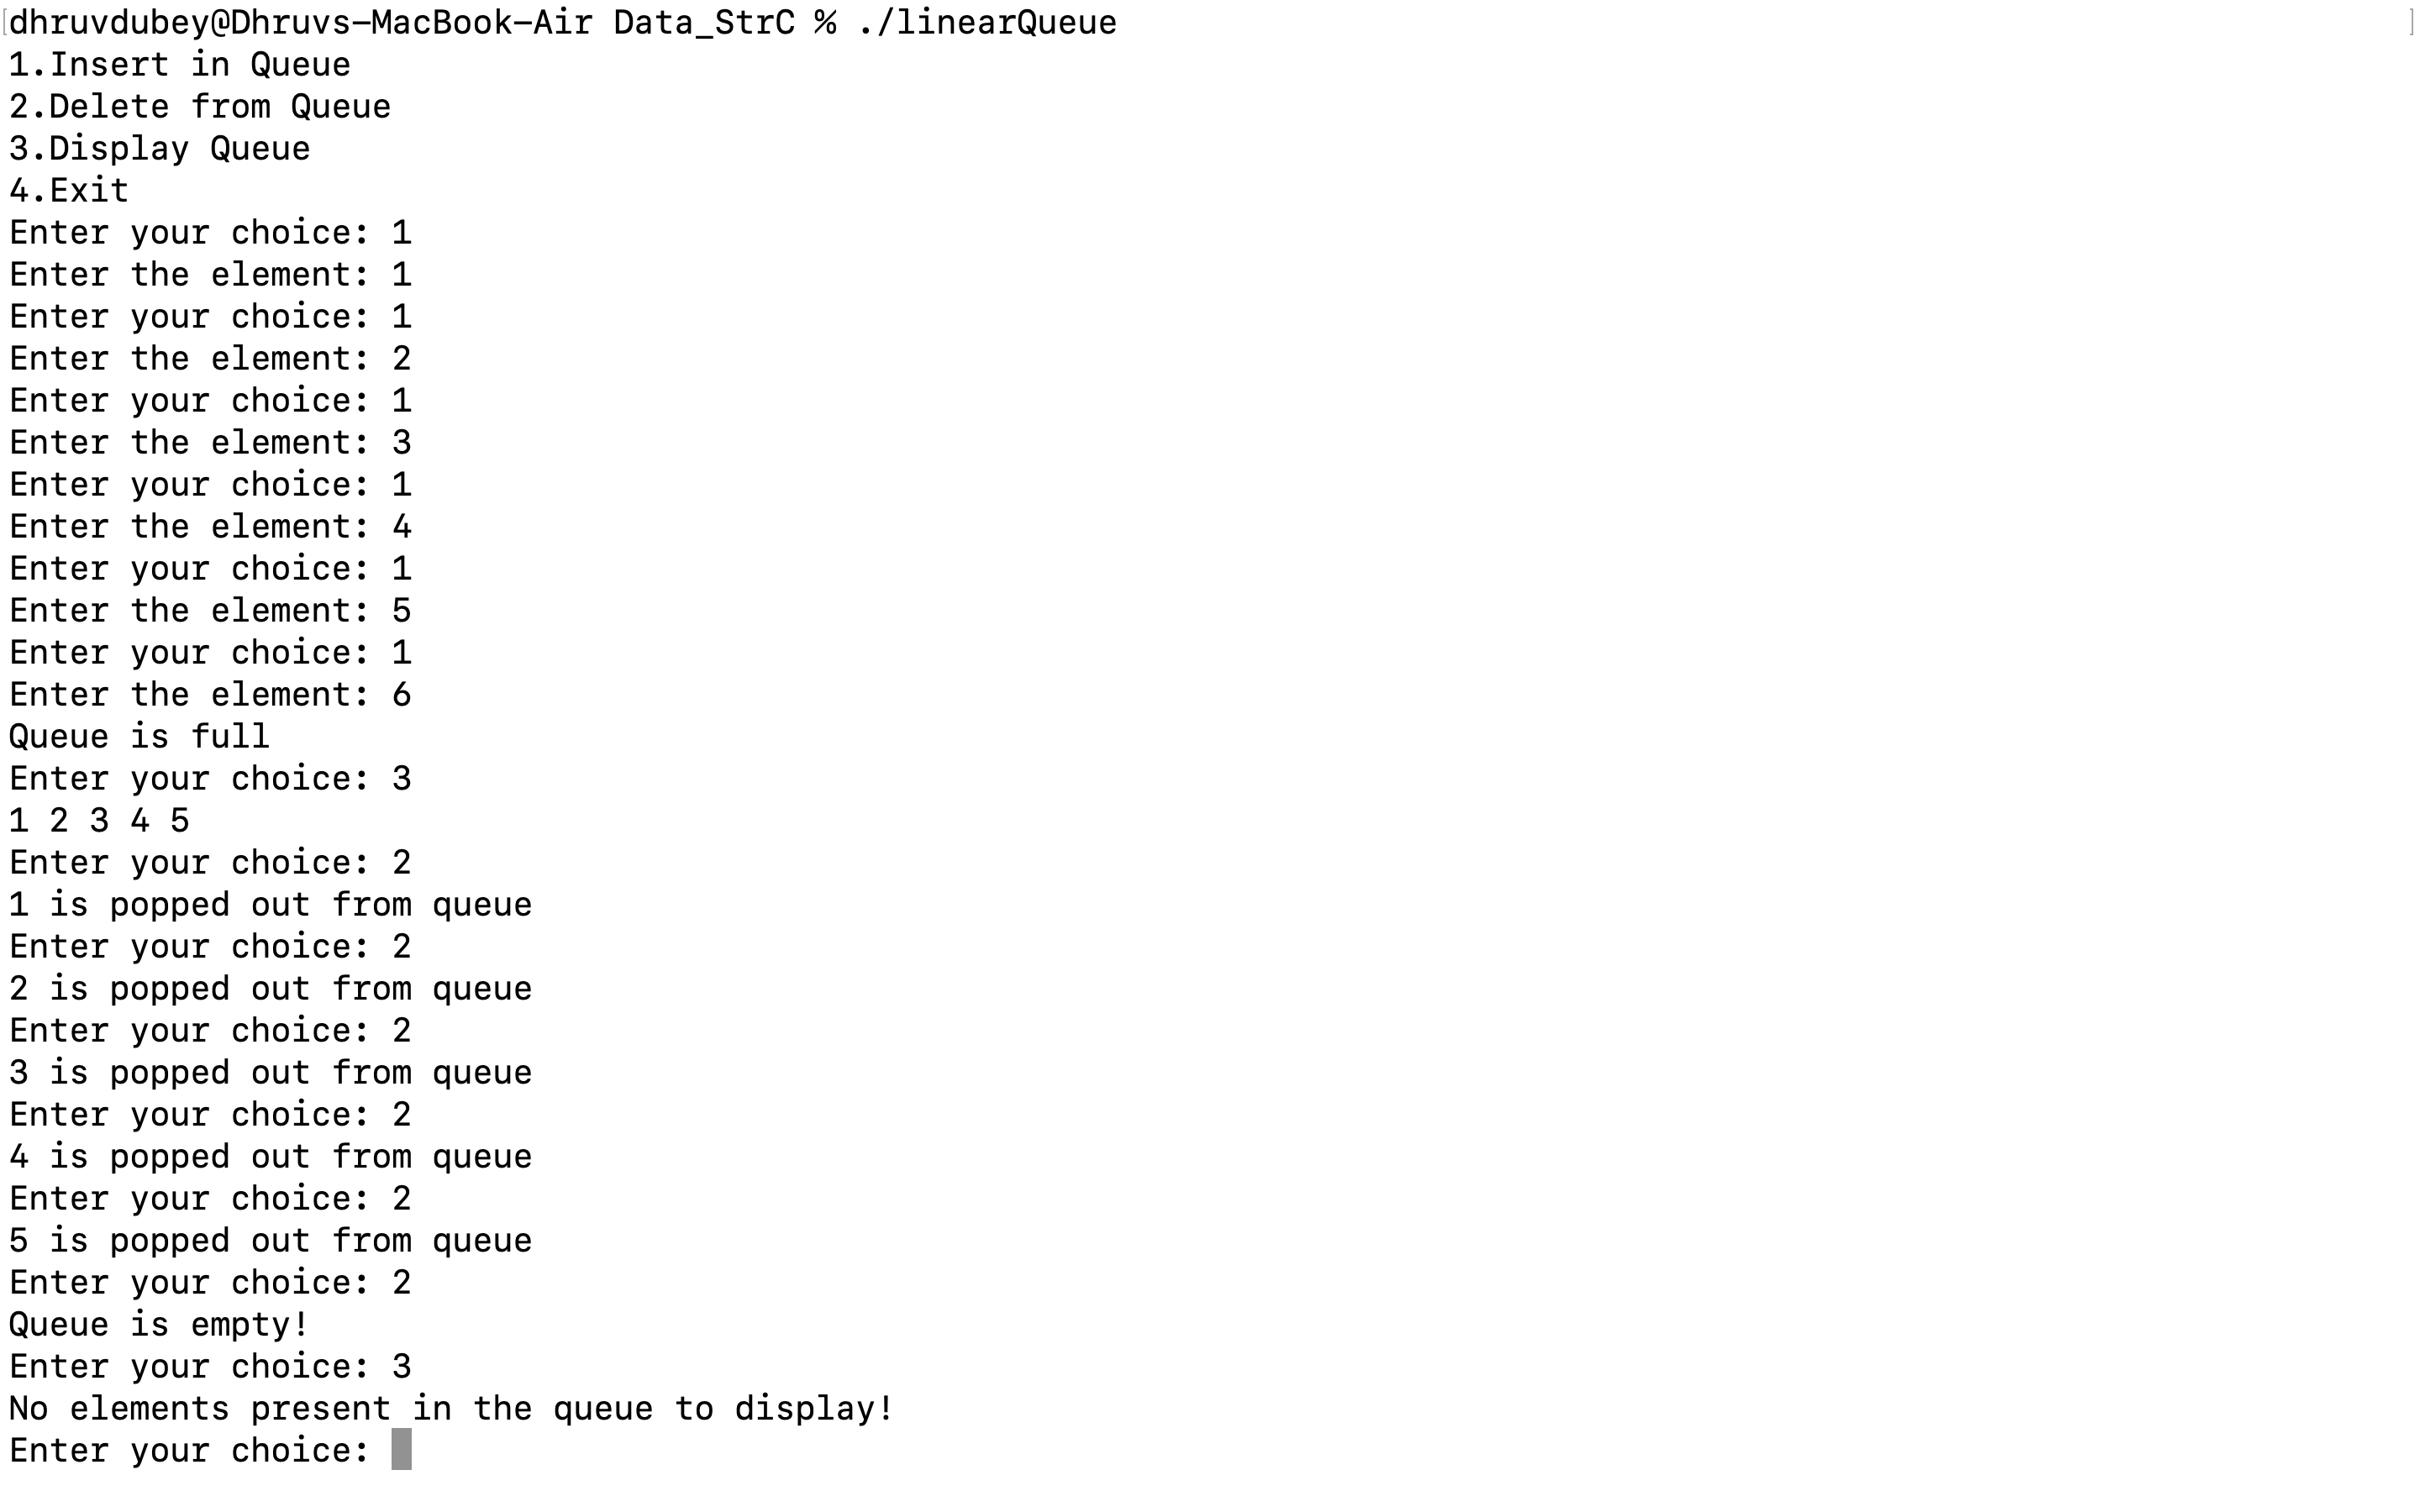 [dhruvdubey@Dhruvs-MacBook-Air Data_StrC % ./linearQueue ]
1.Insert in Queue
2.Delete from Queue
3.Display Queue
4.Exit
Enter your choice: 1
Enter the element: 1
Enter your choice: 1
Enter the element: 2
Enter your choice: 1
Enter the element: 3
Enter your choice: 1
Enter the element: 4
Enter your choice: 1
Enter the element: 5
Enter your choice: 1
Enter the element: 6
Queue is full
Enter your choice: 3
1 2 3 4 5
Enter your choice: 2
1 is popped out from queue
Enter your choice: 2
2 is popped out from queue
Enter your choice: 2
3 is popped out from queue
Enter your choice: 2
4 is popped out from queue
Enter your choice: 2
5 is popped out from queue
Enter your choice: 2
Queue is empty!
Enter your choice: 3
No elements present in the queue to display!
Enter your choice: